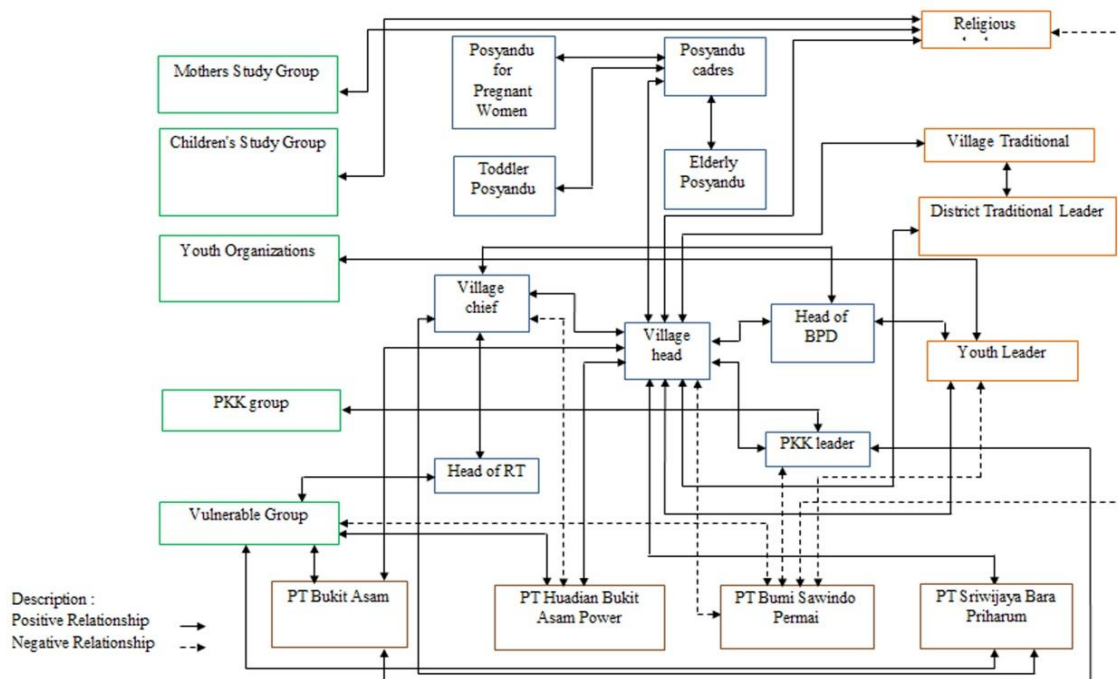 Religious
Mothers Study Group
Posyandu
for
Pregnant
Women
Posyandu
cadres
Children's Study Group
Toddler
Posyandu
Elderly
Posyandu
Village Traditional
District Traditional Leader
Youth Organizations
Village
chief
Village
head
Head of
BPD
Youth Leader
PKK group
PKK leader
Head of RT
Vulnerable Group
PT Bukit Asam
PT Huadian Bukit
Asam Power
PT Bumi Sawindo
Permai
PT Sriwijaya Bara
Priharum
Description :
Positive Relationship
Negative Relationship